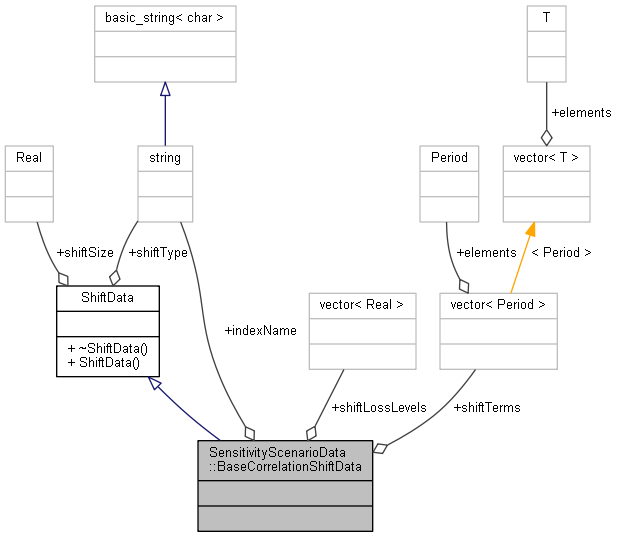 basic_string< char >
T
+elements
Real
string
Period
vector< T >
+shiftSize
+shiftType
+elements
< Period >
ShiftData
+ ~ShiftData()
+ ShiftData()
+indexName
vector< Real >
vector< Period >
+shiftLossLevels
+shiftTerms
SensitivityScenarioData
::BaseCorrelationShiftData